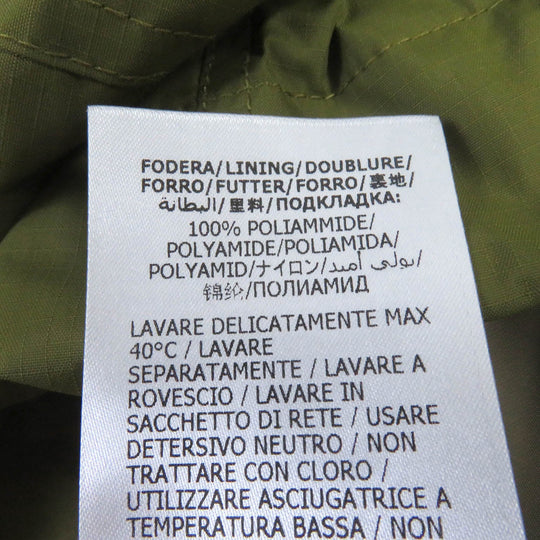 FODERA/LINING/DOUBLURE/
FORRO/FUTTER/FORRO/裏地/
البطانة/里料/ПОДКЛАДКА:
100% POLIAMMIDE/
POLYAMIDE/POLIAMIDA/
POLYAMID/ナイロン/بولي أميد/
锦纶/ПОЛИАМИД
LAVARE DELICATAMENTE MAX
40°C / LAVARE
SEPARATAMENTE / LAVARE A
ROVESCIO / LAVARE IN
SACCHETTO DI RETE / USARE
DETERSIVO NEUTRO / NON
TRATTARE CON CLORO /
UTILIZZARE ASCIUGATRICE A
TEMPERATURA BASSA / NON